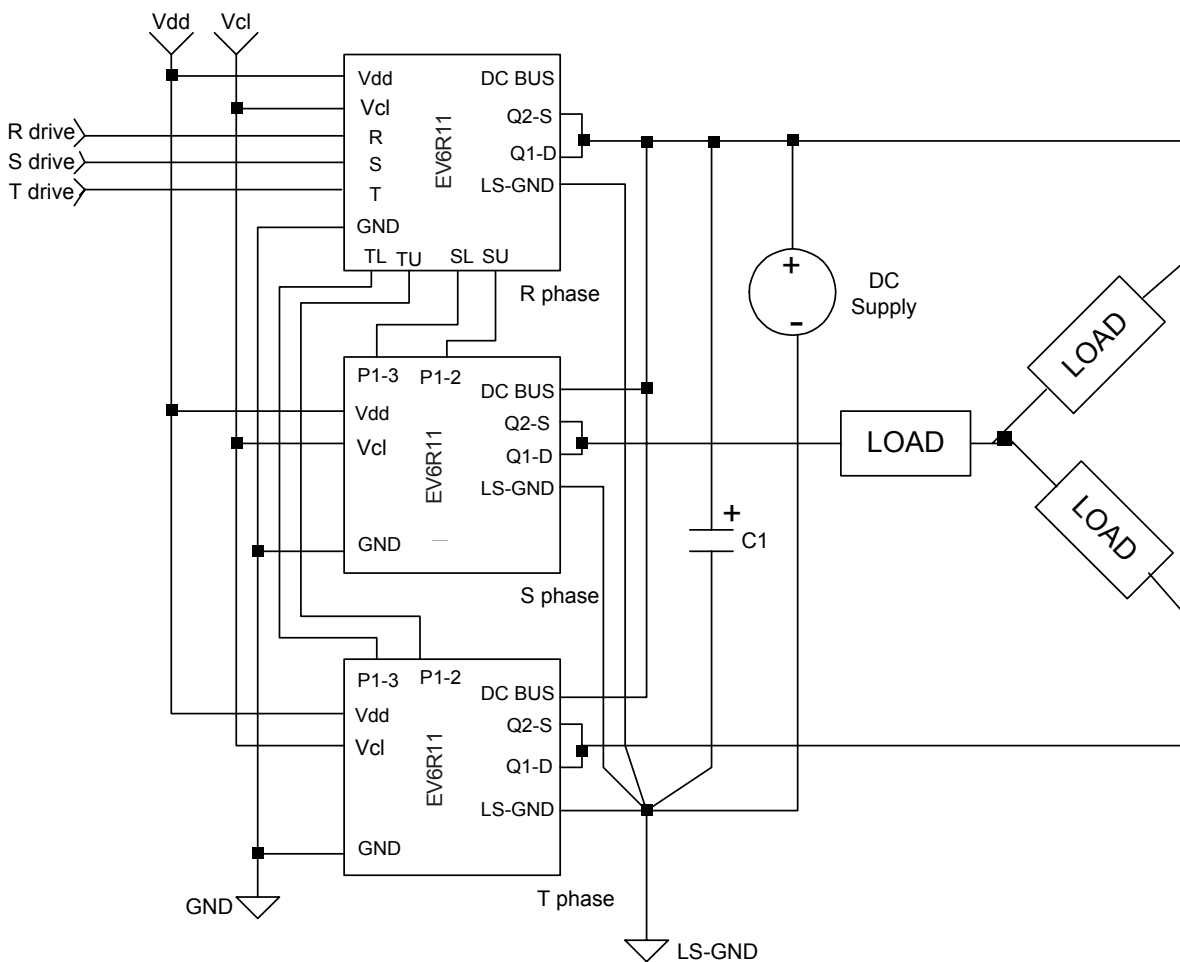 Vdd
Vcl
R drive
S drive
T drive
Vdd
Vcl
R
S
T
GND
TL
TU
SL
SU
EV6R11
DC BUS
Q2-S
Q1-D
LS-GND
R phase
+
-
DC
Supply
LOAD
P1-3
P1-2
Vdd
Vcl
GND
EV6R11
DC BUS
Q2-S
Q1-D
LS-GND
S phase
LOAD
LOAD
+
C1
P1-3
P1-2
Vdd
Vcl
GND
EV6R11
DC BUS
Q2-S
Q1-D
LS-GND
T phase
GND
LS-GND